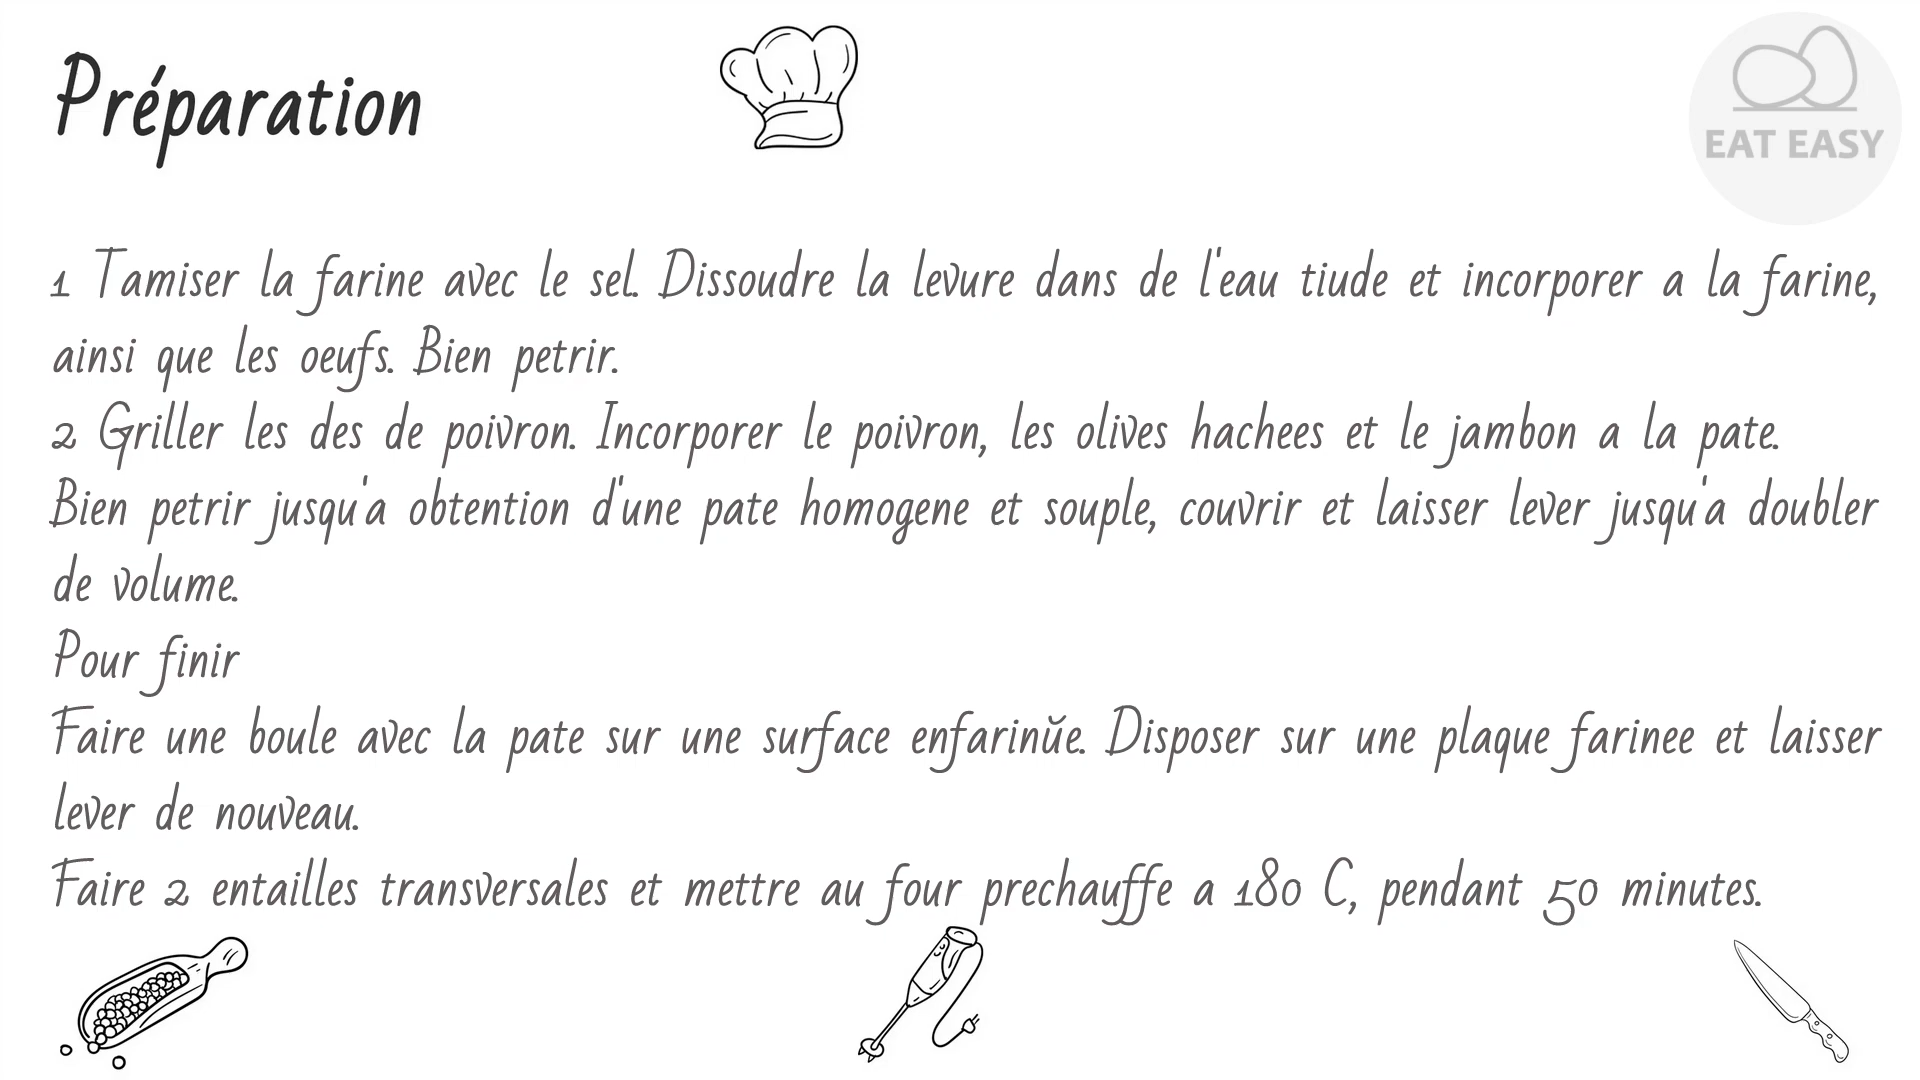 Préparation
EAT EASY
1 Tamiser la farine avec le sel. Dissoudre la levure dans de l'eau tiude et incorporer a la farine,
ainsi que les oeufs. Bien petrir.
2 Griller les des de poivron. Incorporer le poivron, les olives hachees et le jambon a la pate.
Bien petrir jusqu'a obtention d'une pate homogene et souple, couvrir et laisser lever jusqu'a doubler
de volume.
Pour finir
Faire une boule avec la pate sur une surface enfarinŭe. Disposer sur une plaque farinee et laisser
lever de nouveau.
Faire 2 entailles transversales et mettre au four prechauffe a 180 C, pendant 50 minutes.